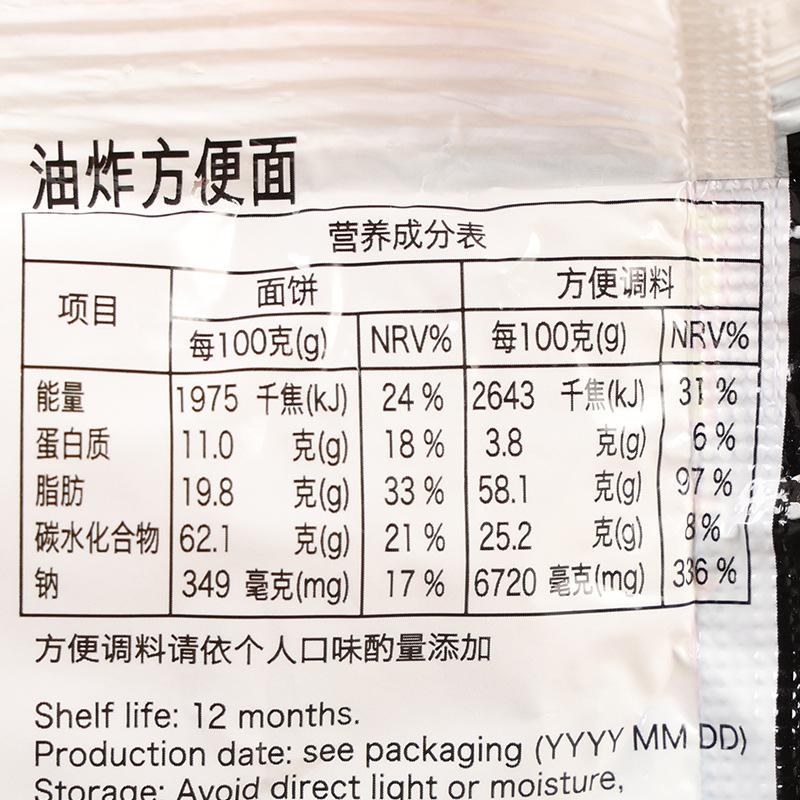 油炸方便面
营养成分表
项目 面饼 方便调料
每100克(g) NRV% 每100克(g) NRV%
能量 1975 千焦(kJ) 24 % 2643 千焦(kJ) 31 %
蛋白质 11.0 克(g) 18 % 3.8 克(g) 6 %
脂肪 19.8 克(g) 33 % 58.1 克(g) 97 %
碳水化合物 62.1 克(g) 21 % 25.2 克(g) 8 %
钠 349 毫克(mg) 17 % 6720 毫克(mg) 336 %
方便调料请依个人口味酌量添加
Shelf life: 12 months.
Production date: see packaging (YYYY MM DD)
Storage: Avoid direct light or moisture,